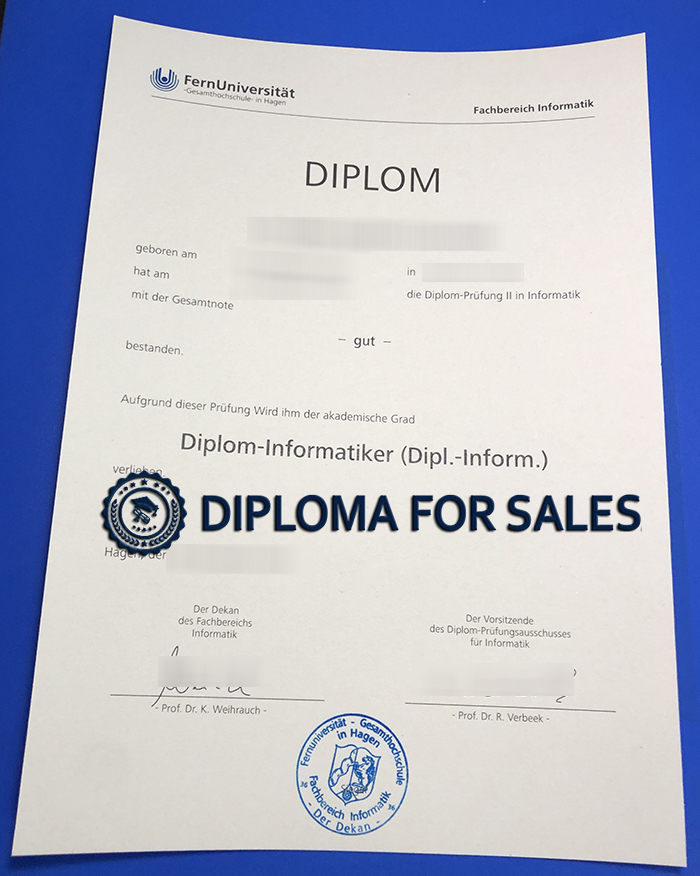 FernUniversität
-Gesamthochschule- in Hagen
Fachbereich Informatik
DIPLOM
geboren am
hat am
in
mit der Gesamtnote
die Diplom-Prüfung II in Informatik
– gut –
bestanden.
Aufgrund dieser Prüfung Wird ihm der akademische Grad
Diplom-Informatiker (Dipl.-Inform.)
verliehen.
DIPLOMA FOR SALES
Hagen, der
Der Dekan
des Fachbereichs
Informatik
Der Vorsitzende
des Diplom-Prüfungsausschusses
für Informatik
- Prof. Dr. K. Weihrauch -
- Prof. Dr. R. Verbeek -
Fernuniversität - Gesamthochschule
in Hagen
Fachbereich Informatik
- Der Dekan -